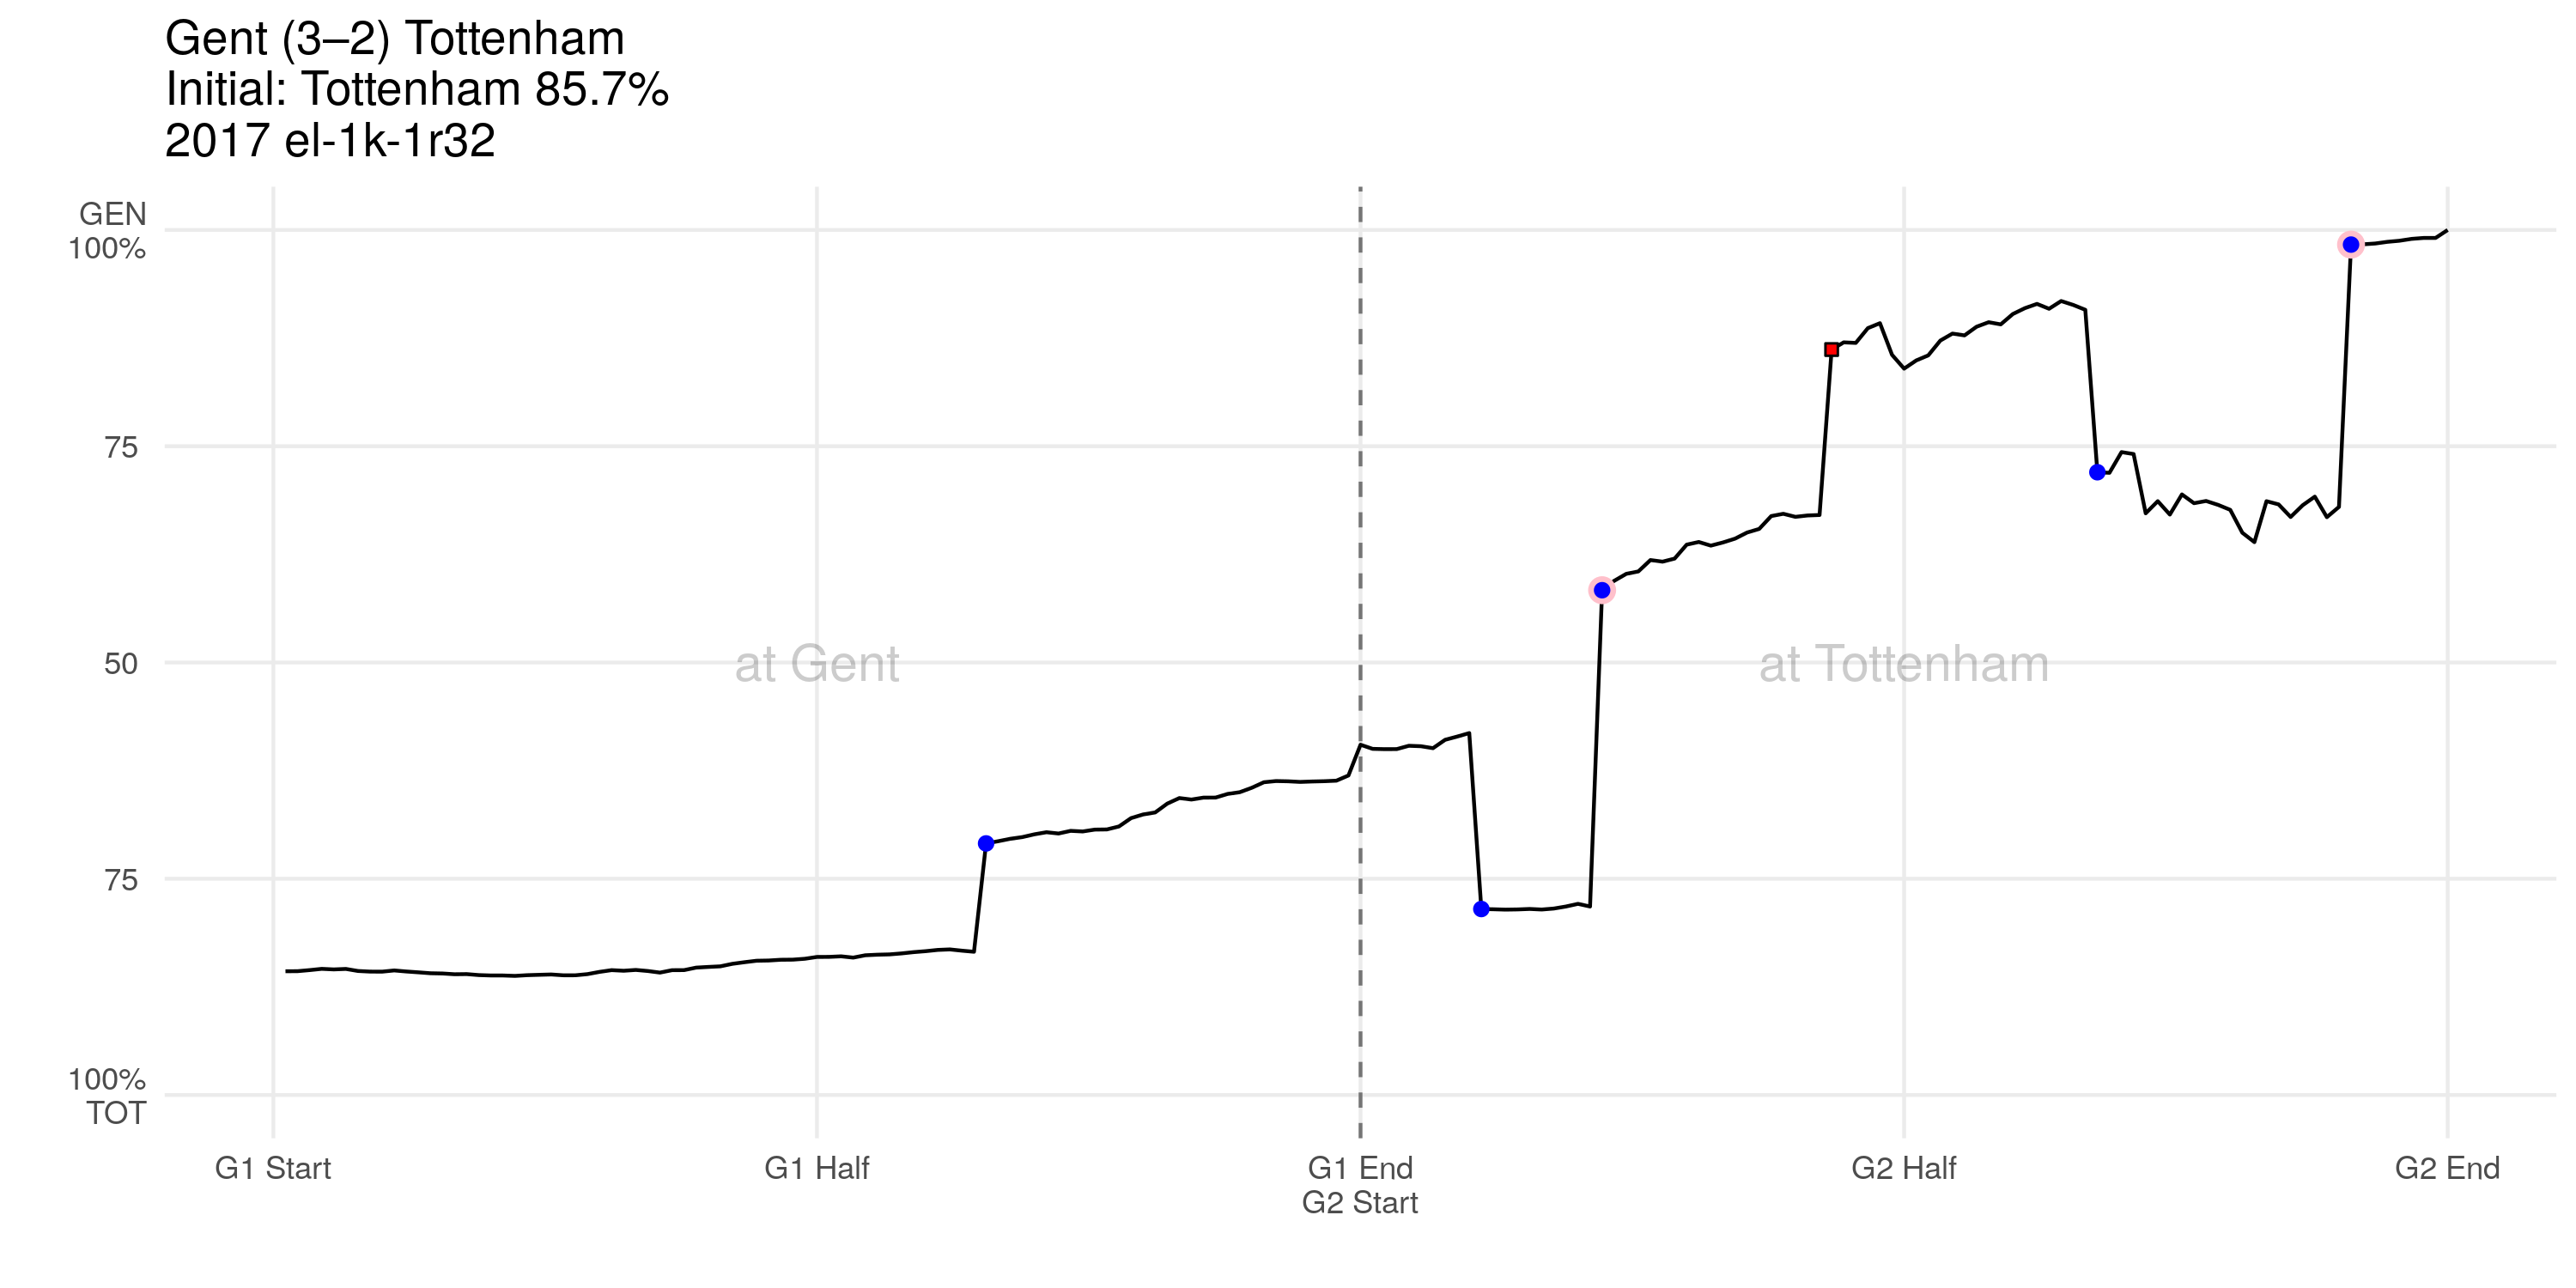 Gent (3–2) Tottenham
Initial: Tottenham 85.7%
2017 el-1k-1r32
GEN
100%
75
50
75
100%
TOT
at Gent
at Tottenham
G1 Start
G1 Half
G1 End
G2 Start
G2 Half
G2 End